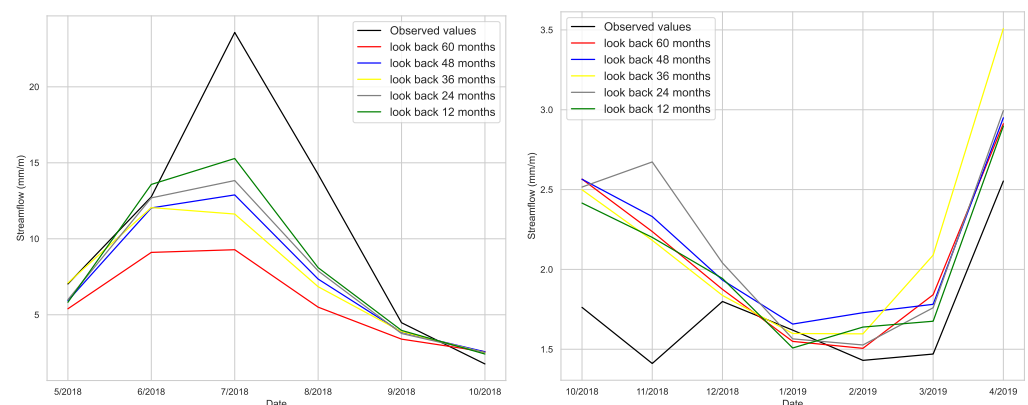 Observed values
look back 60 months
look back 48 months
look back 36 months
look back 24 months
look back 12 months
Streamflow (mm/m)
20
15
10
5
5/2018 6/2018 7/2018 8/2018 9/2018 10/2018
Date
Observed values
look back 60 months
look back 48 months
look back 36 months
look back 24 months
look back 12 months
Streamflow (mm/m)
3.5
3.0
2.5
2.0
1.5
10/2018 11/2018 12/2018 1/2019 2/2019 3/2019 4/2019
Date